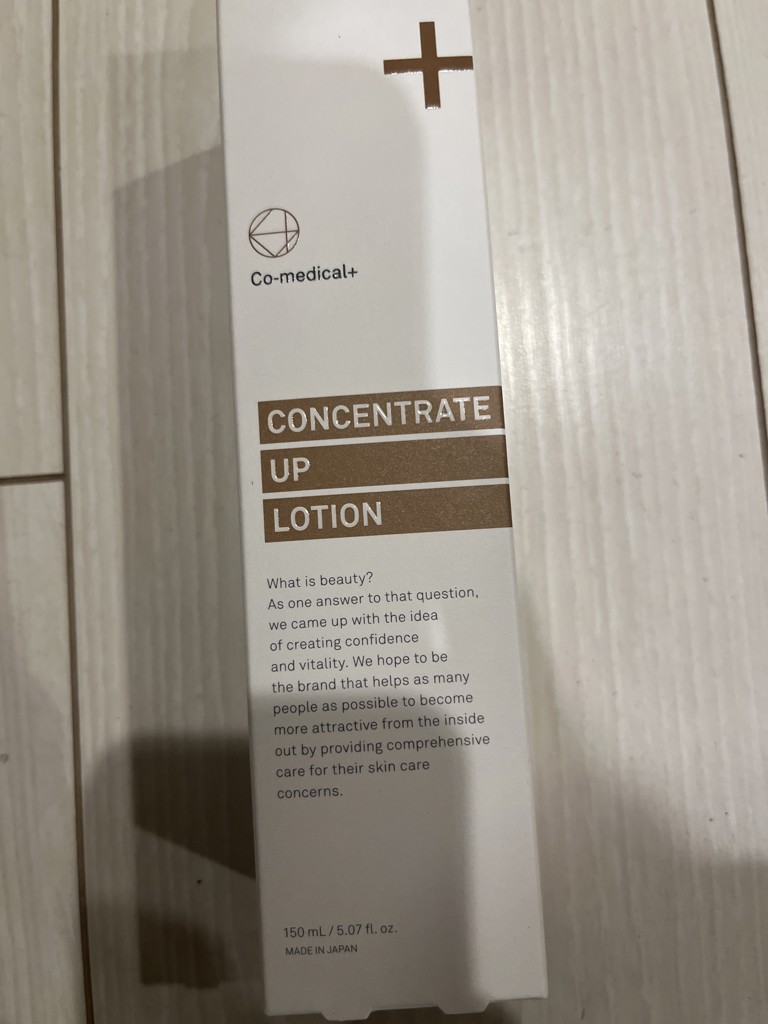 Co-medical+
CONCENTRATE
UP
LOTION
What is beauty?
As one answer to that question,
we came up with the idea
of creating confidence
and vitality. We hope to be
the brand that helps as many
people as possible to become
more attractive from the inside
out by providing comprehensive
care for their skin care
concerns.
150 mL / 5.07 fl. oz.
MADE IN JAPAN